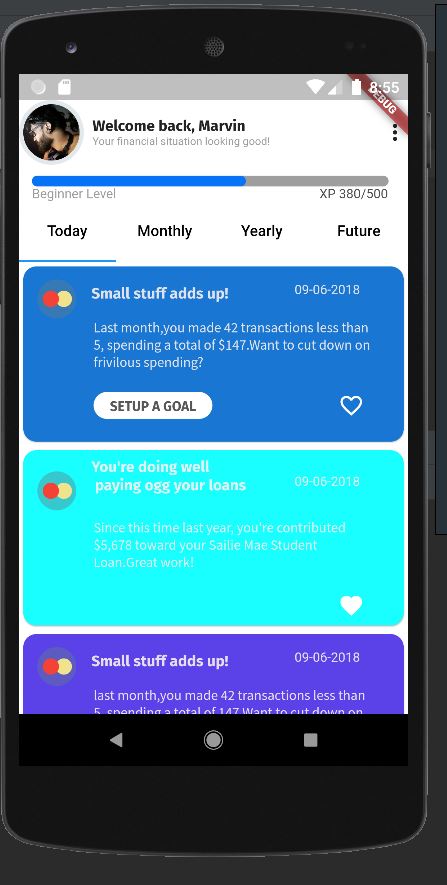 8:55
DEBUG
Welcome back, Marvin
Your financial situation looking good!
Beginner Level
XP 380/500
Today
Monthly
Yearly
Future
Small stuff adds up!
09-06-2018
Last month,you made 42 transactions less than
5, spending a total of $147.Want to cut down on
frivilous spending?
SETUP A GOAL
You're doing well
paying ogg your loans
09-06-2018
Since this time last year, you're contributed
$5,678 toward your Sailie Mae Student
Loan.Great work!
Small stuff adds up!
09-06-2018
last month,you made 42 transactions less than
5, spending a total of 147.Want to cut down on